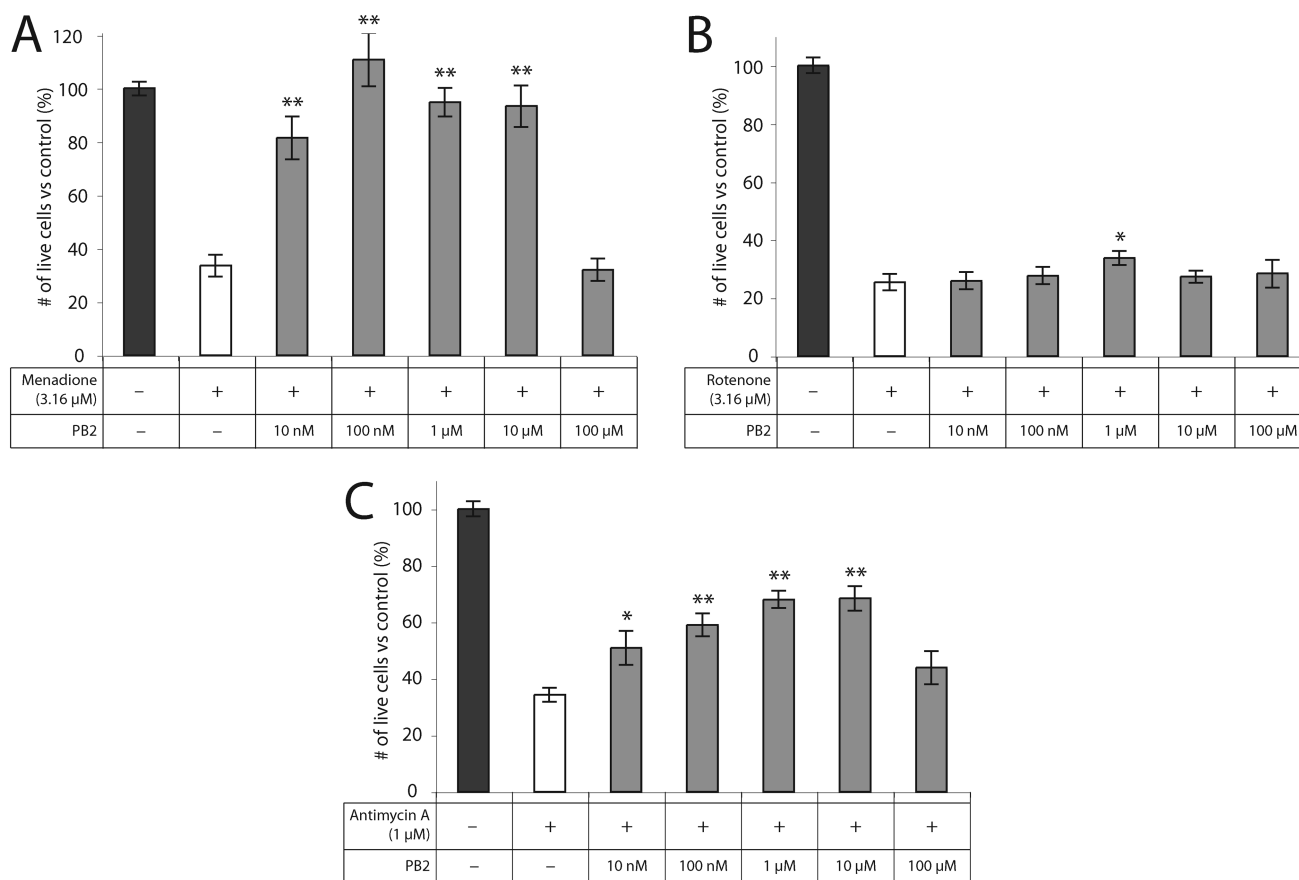 A
# of live cells vs control (%)
120
100
80
60
40
20
0
** ** ** **
Menadione
(3.16 µM)
– + + + + + +
PB2
– – 10 nM 100 nM 1 µM 10 µM 100 µM
B
# of live cells vs control (%)
100
80
60
40
20
0
*
Rotenone
(3.16 µM)
– + + + + + +
PB2
– – 10 nM 100 nM 1 µM 10 µM 100 µM
C
# of live cells vs control (%)
100
80
60
40
20
0
* ** ** **
Antimycin A
(1 µM)
– + + + + + +
PB2
– – 10 nM 100 nM 1 µM 10 µM 100 µM